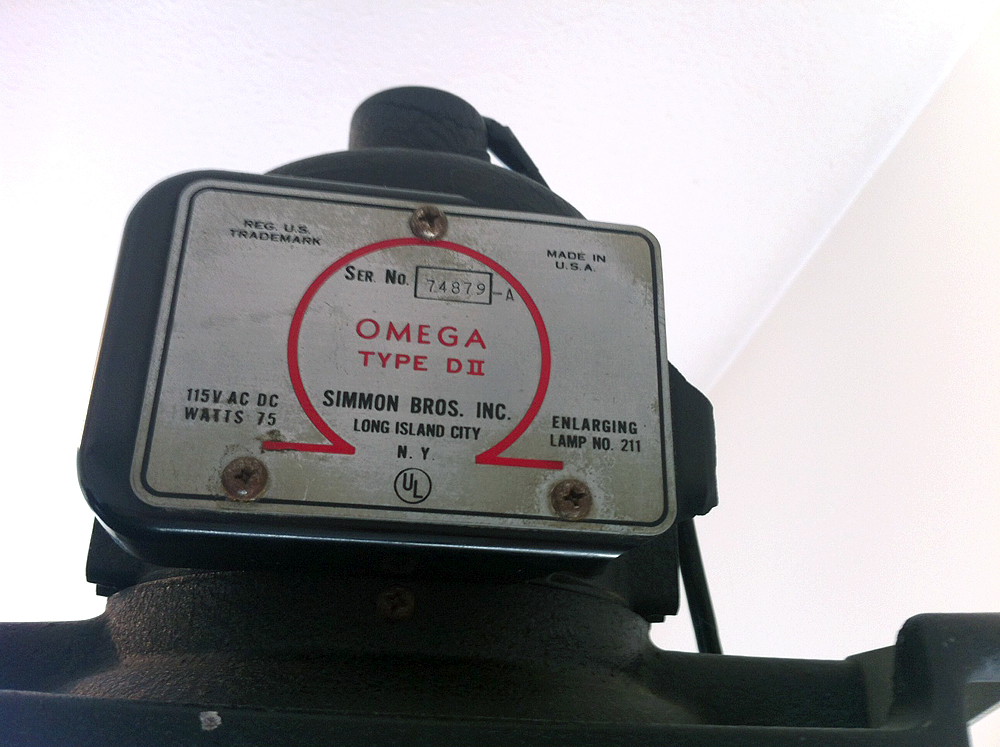 REG. U.S.
TRADEMARK
MADE IN
U.S.A.
SER. NO. 74879-A
OMEGA
TYPE DII
115V AC DC
WATTS 75
SIMMON BROS. INC.
LONG ISLAND CITY
N. Y.
UL
ENLARGING
LAMP NO. 211